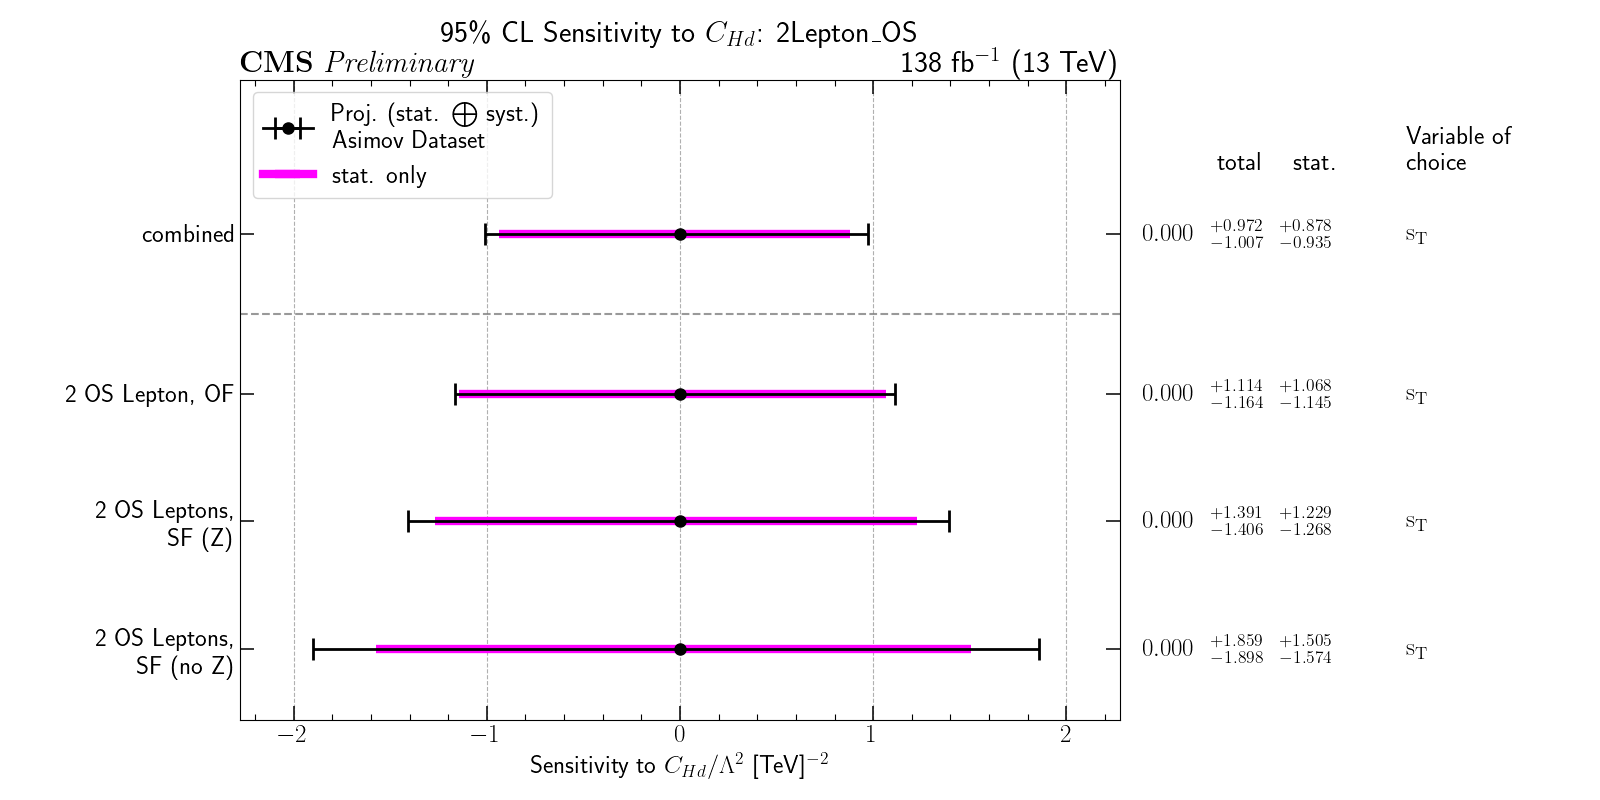 95% CL Sensitivity to C_{Hd}: 2Lepton_OS
CMS Preliminary
138 fb^{−1} (13 TeV)
Proj. (stat. ⨁ syst.)
Asimov Dataset
stat. only
Variable of
choice
total stat.
combined
0.000 +0.972 −1.007 +0.878 −0.935 s_T
2 OS Lepton, OF
0.000 +1.114 −1.164 +1.068 −1.145 s_T
2 OS Leptons,
SF (Z)
0.000 +1.391 −1.406 +1.229 −1.268 s_T
2 OS Leptons,
SF (no Z)
0.000 +1.859 −1.898 +1.505 −1.574 s_T
−2 −1 0 1 2
Sensitivity to C_{Hd}/Λ^2 [TeV]^{−2}